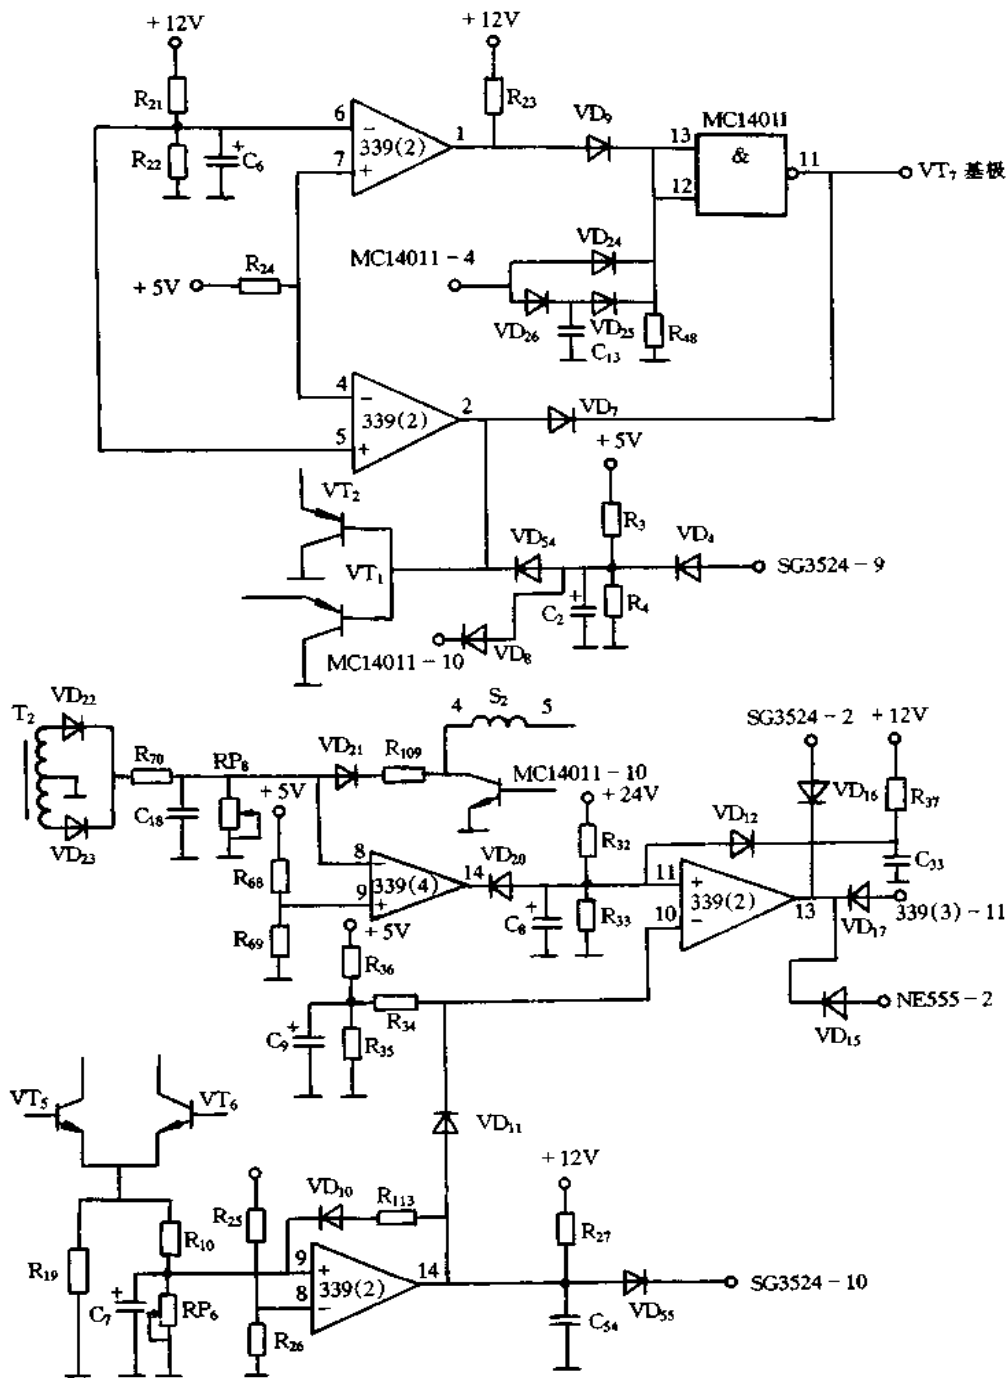 +12V
+12V
R21
R23
VD9
MC14011
6
1
13
&
11
339(2)
R22
C6
7
12
VT7 基极
VD24
MC14011-4
R24
+5V
VD26
VD25
R48
C13
4
2
VD7
339(2)
5
+5V
VT2
R3
VD54
VD4
VT1
SG3524-9
C2
R4
MC14011-10
VD8
VD22
S2
T2
4
5
SG3524-2
+12V
R70
RP8
VD21
R109
MC14011-10
+5V
+24V
VD16
R37
C18
VD12
VD23
R32
8
14
VD20
11
C33
R68
339(4)
339(2)
9
10
13
339(3)-11
C8
R33
VD17
R69
+5V
R36
NE555-2
R34
C9
R35
VD15
VT5
VT6
VD11
+12V
VD10
R113
R25
R10
R27
R19
9
14
339(2)
SG3524-10
8
C7
RP6
R26
C54
VD55